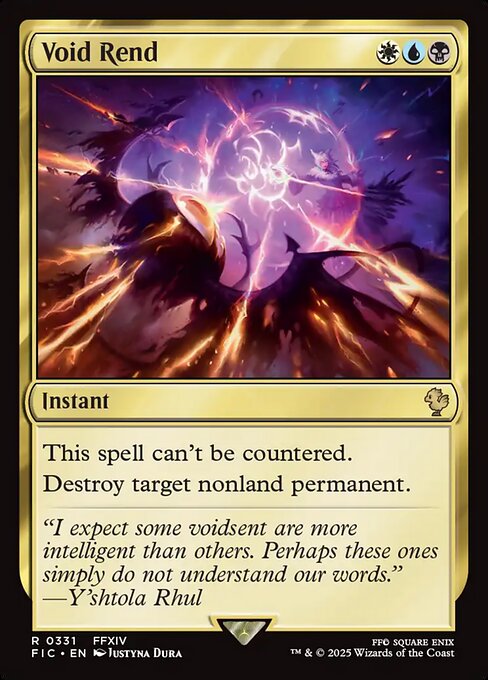 Void Rend
Instant
This spell can't be countered.
Destroy target nonland permanent.
“I expect some voidsent are more
intelligent than others. Perhaps these ones
simply do not understand our words.”
—Y'shtola Rhul
R 0331 FFXIV
FIC • EN Justyna Dura
FF© SQUARE ENIX
™ & © 2025 Wizards of the Coast